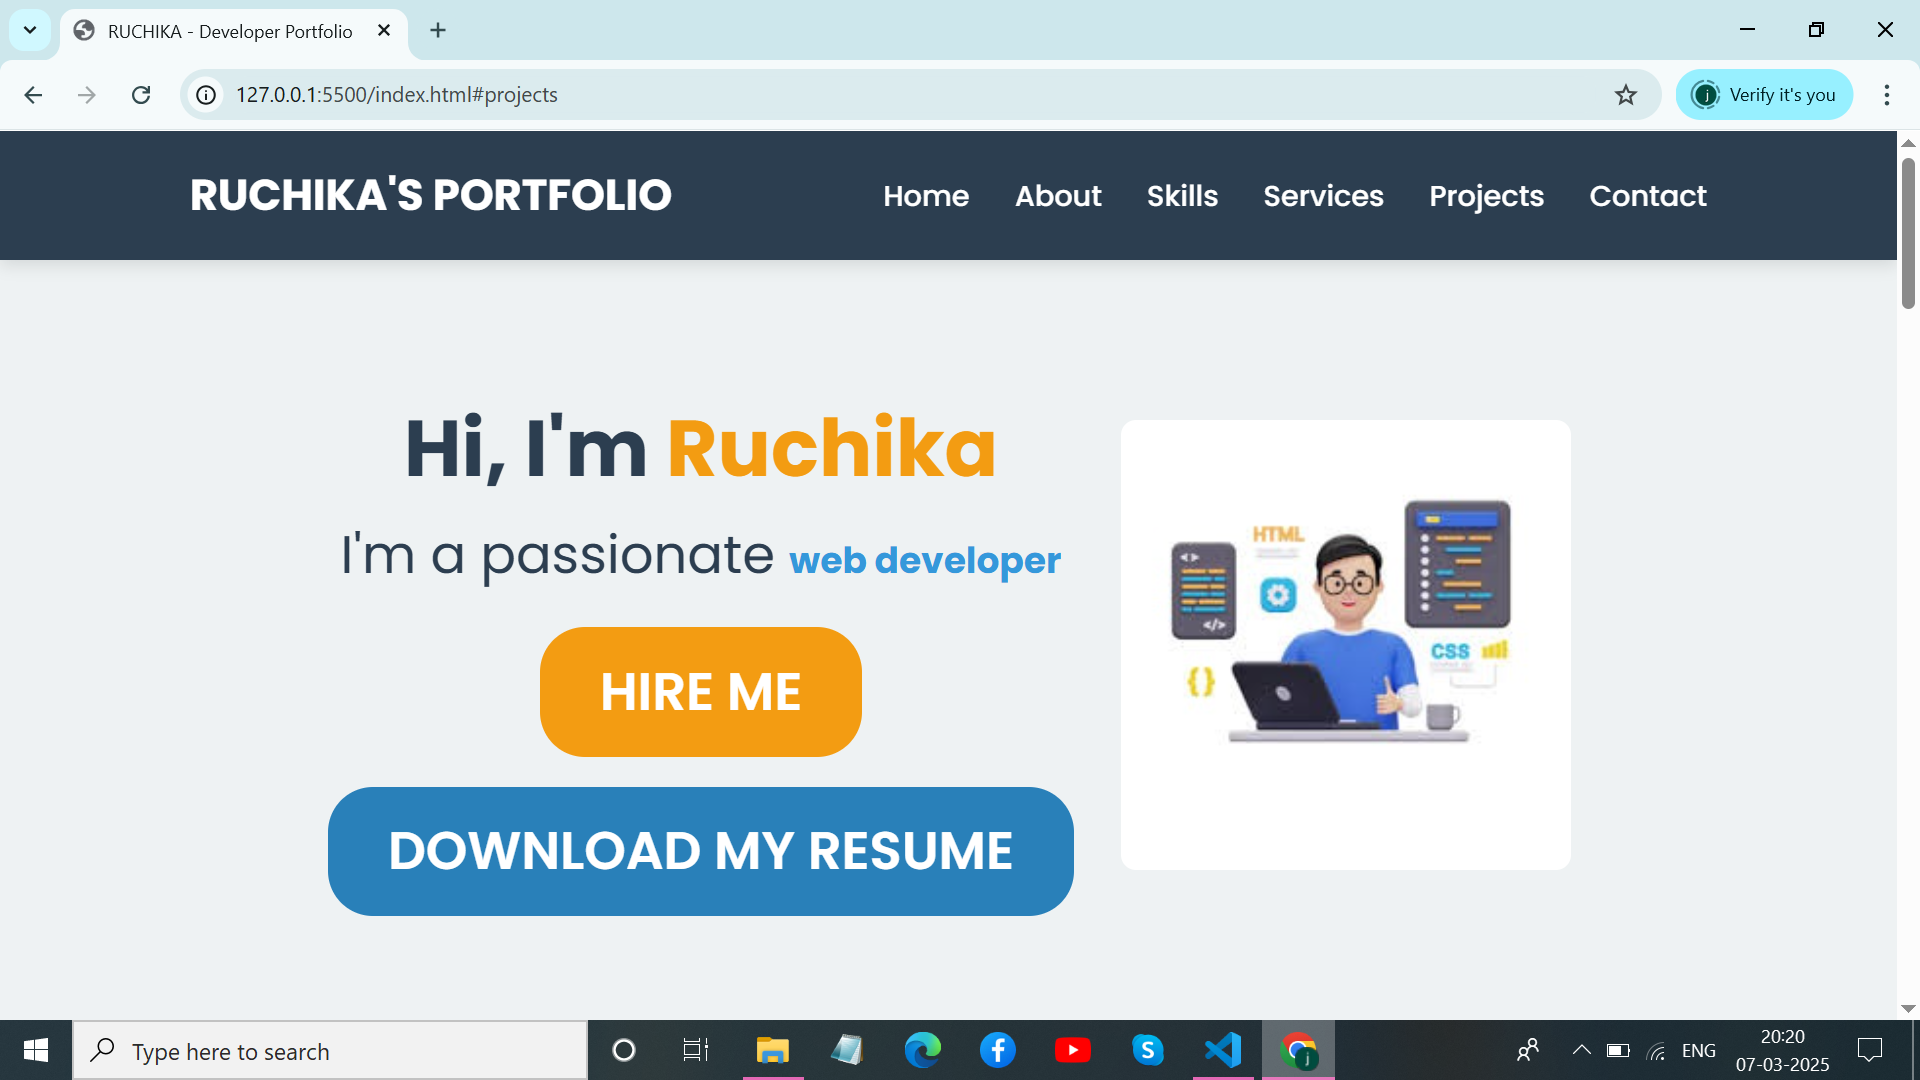 RUCHIKA - Developer Portfolio
127.0.0.1:5500/index.html#projects
j
Verify it's you
RUCHIKA'S PORTFOLIO
Home
About
Skills
Services
Projects
Contact
Hi, I'm Ruchika
I'm a passionate web developer
HIRE ME
DOWNLOAD MY RESUME
HTML
< >
</>
CSS
{}
Type here to search
j
ENG
20:20
07-03-2025